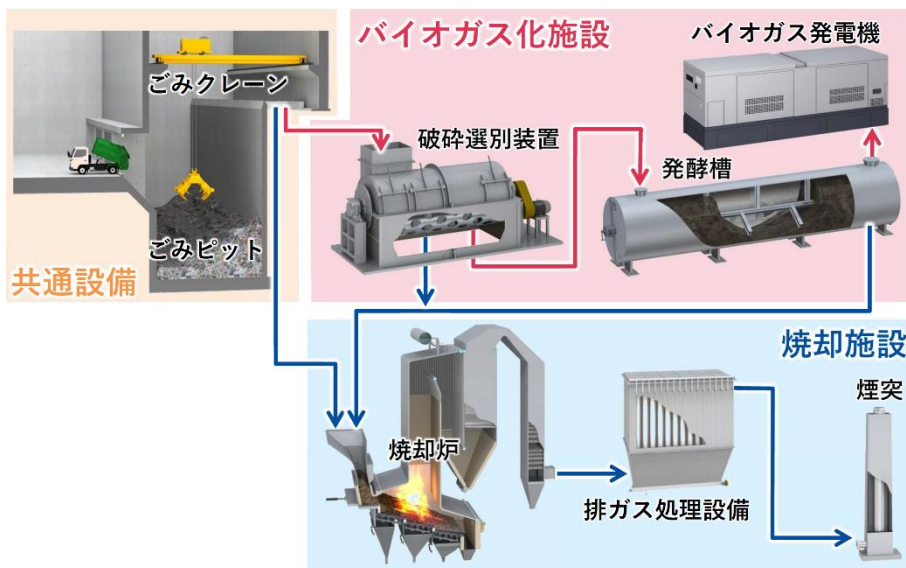 バイオガス化施設
バイオガス発電機
ごみクレーン
破砕選別装置
発酵槽
ごみピット
共通設備
焼却施設
煙突
焼却炉
排ガス処理設備